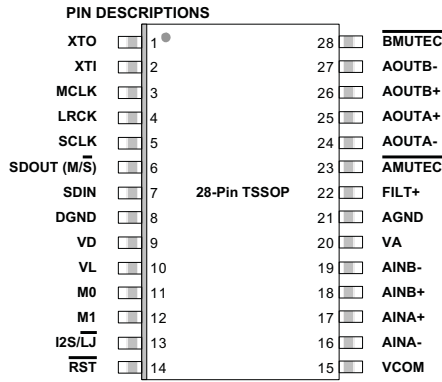 PIN DESCRIPTIONS
XTO 1 28 BMUTEC
XTI 2 27 AOUTB-
MCLK 3 26 AOUTB+
LRCK 4 25 AOUTA+
SCLK 5 24 AOUTA-
SDOUT (M/S) 6 23 AMUTEC
SDIN 7 28-Pin TSSOP 22 FILT+
DGND 8 21 AGND
VD 9 20 VA
VL 10 19 AINB-
M0 11 18 AINB+
M1 12 17 AINA+
I2S/LJ 13 16 AINA-
RST 14 15 VCOM